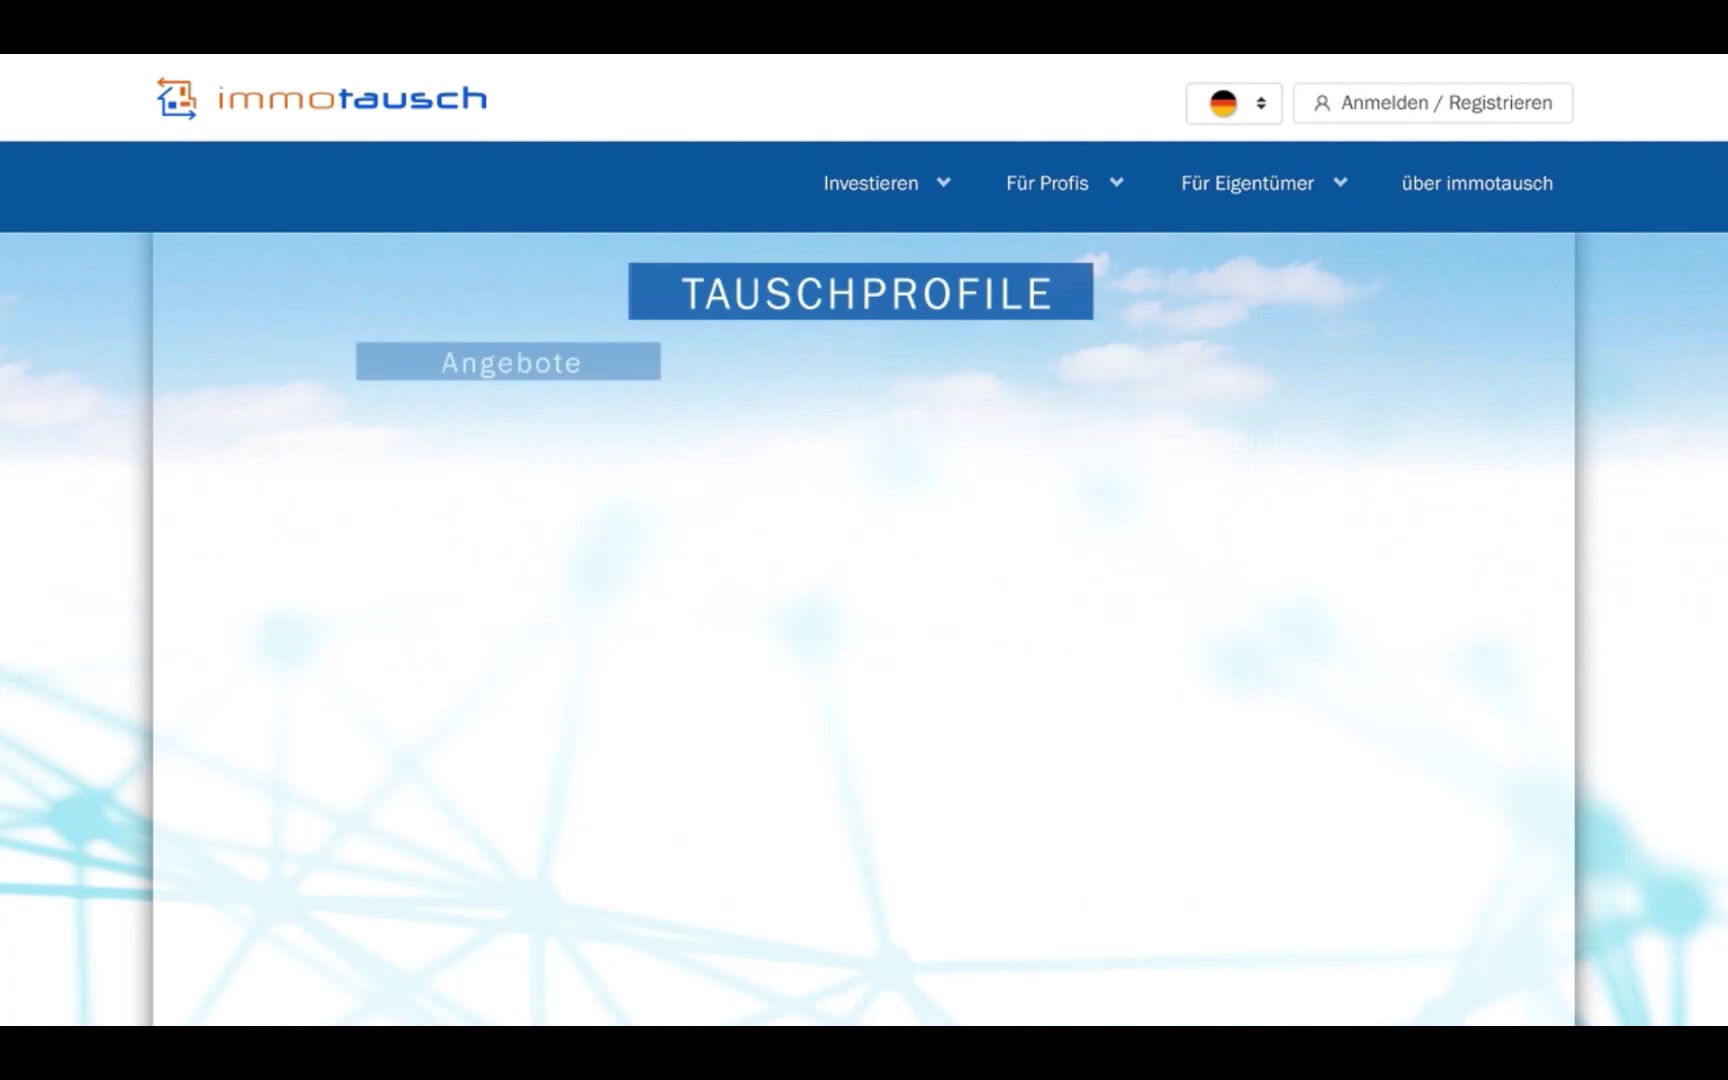 immotausch
Anmelden / Registrieren
Investieren
Für Profis
Für Eigentümer
über immotausch
TAUSCHPROFILE
Angebote